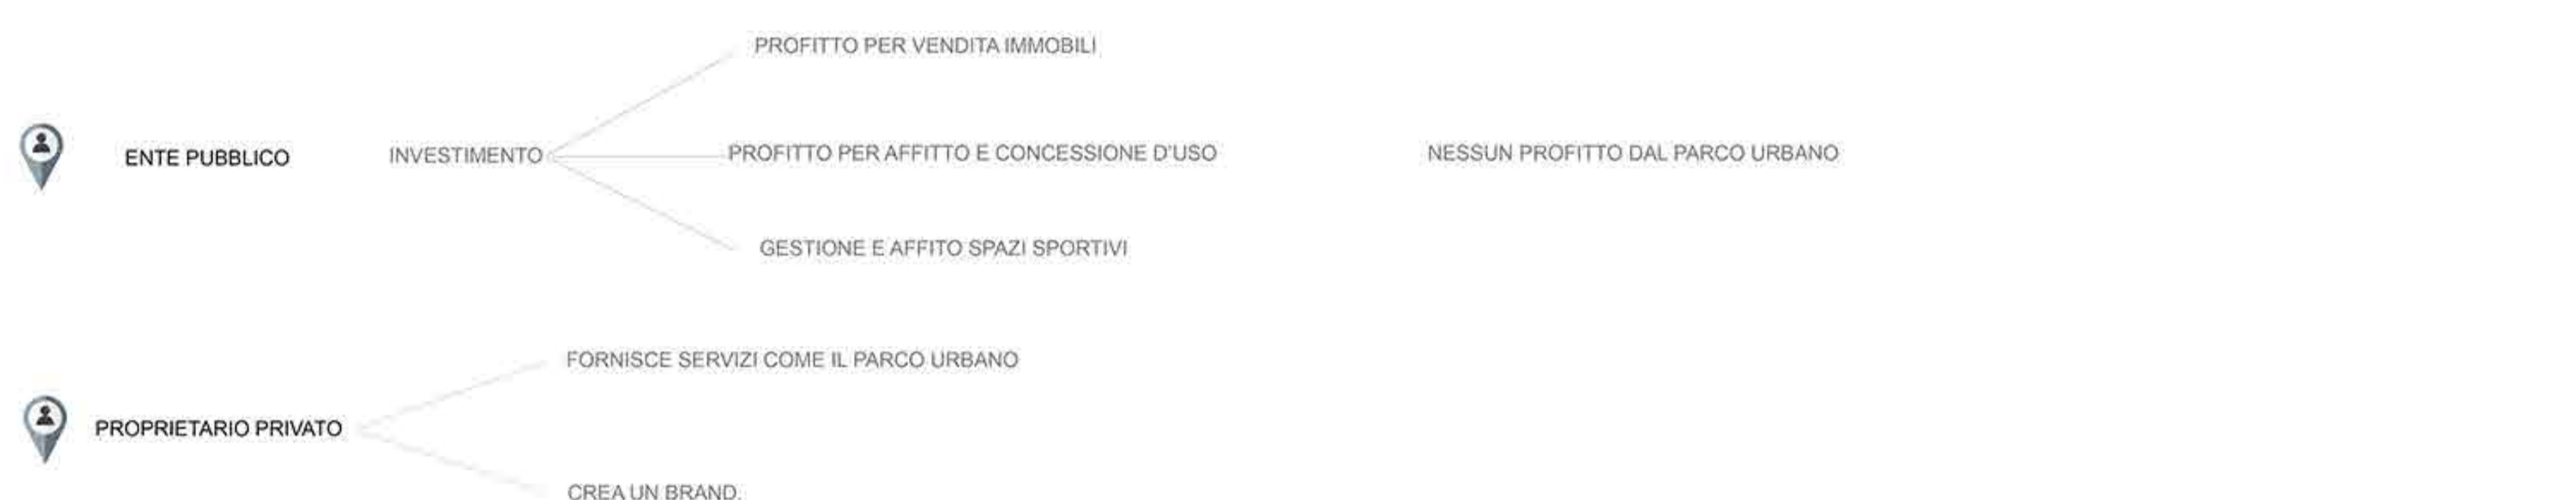 PROFITTO PER VENDITA IMMOBILI
ENTE PUBBLICO INVESTIMENTO PROFITTO PER AFFITTO E CONCESSIONE D'USO NESSUN PROFITTO DAL PARCO URBANO
GESTIONE E AFFITO SPAZI SPORTIVI
FORNISCE SERVIZI COME IL PARCO URBANO
PROPRIETARIO PRIVATO
CREA UN BRAND.